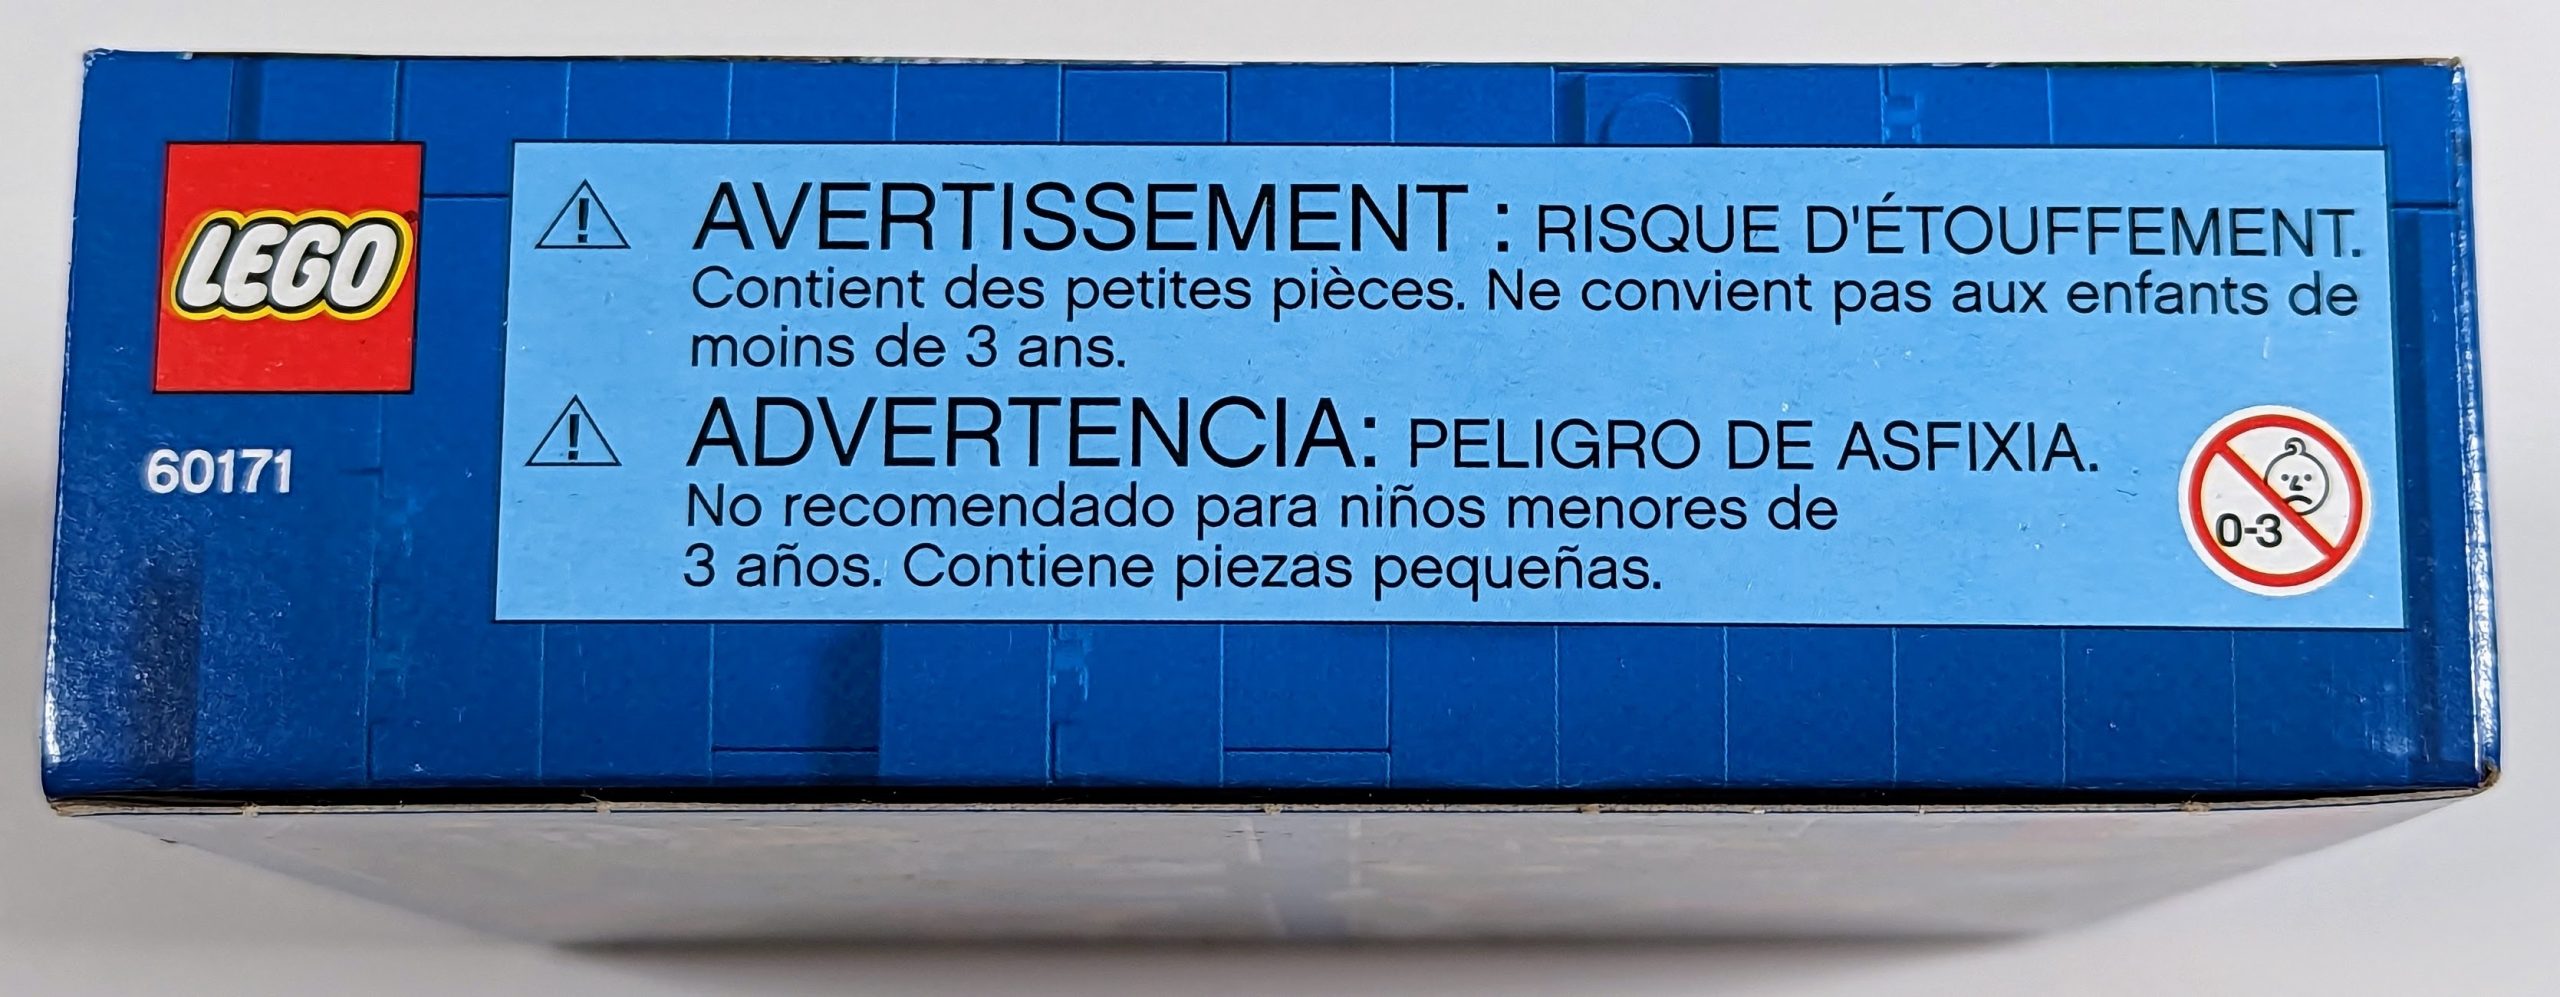 LEGO
60171
AVERTISSEMENT : RISQUE D'ÉTOUFFEMENT.
Contient des petites pièces. Ne convient pas aux enfants de
moins de 3 ans.
ADVERTENCIA: PELIGRO DE ASFIXIA.
No recomendado para niños menores de
3 años. Contiene piezas pequeñas.
0-3